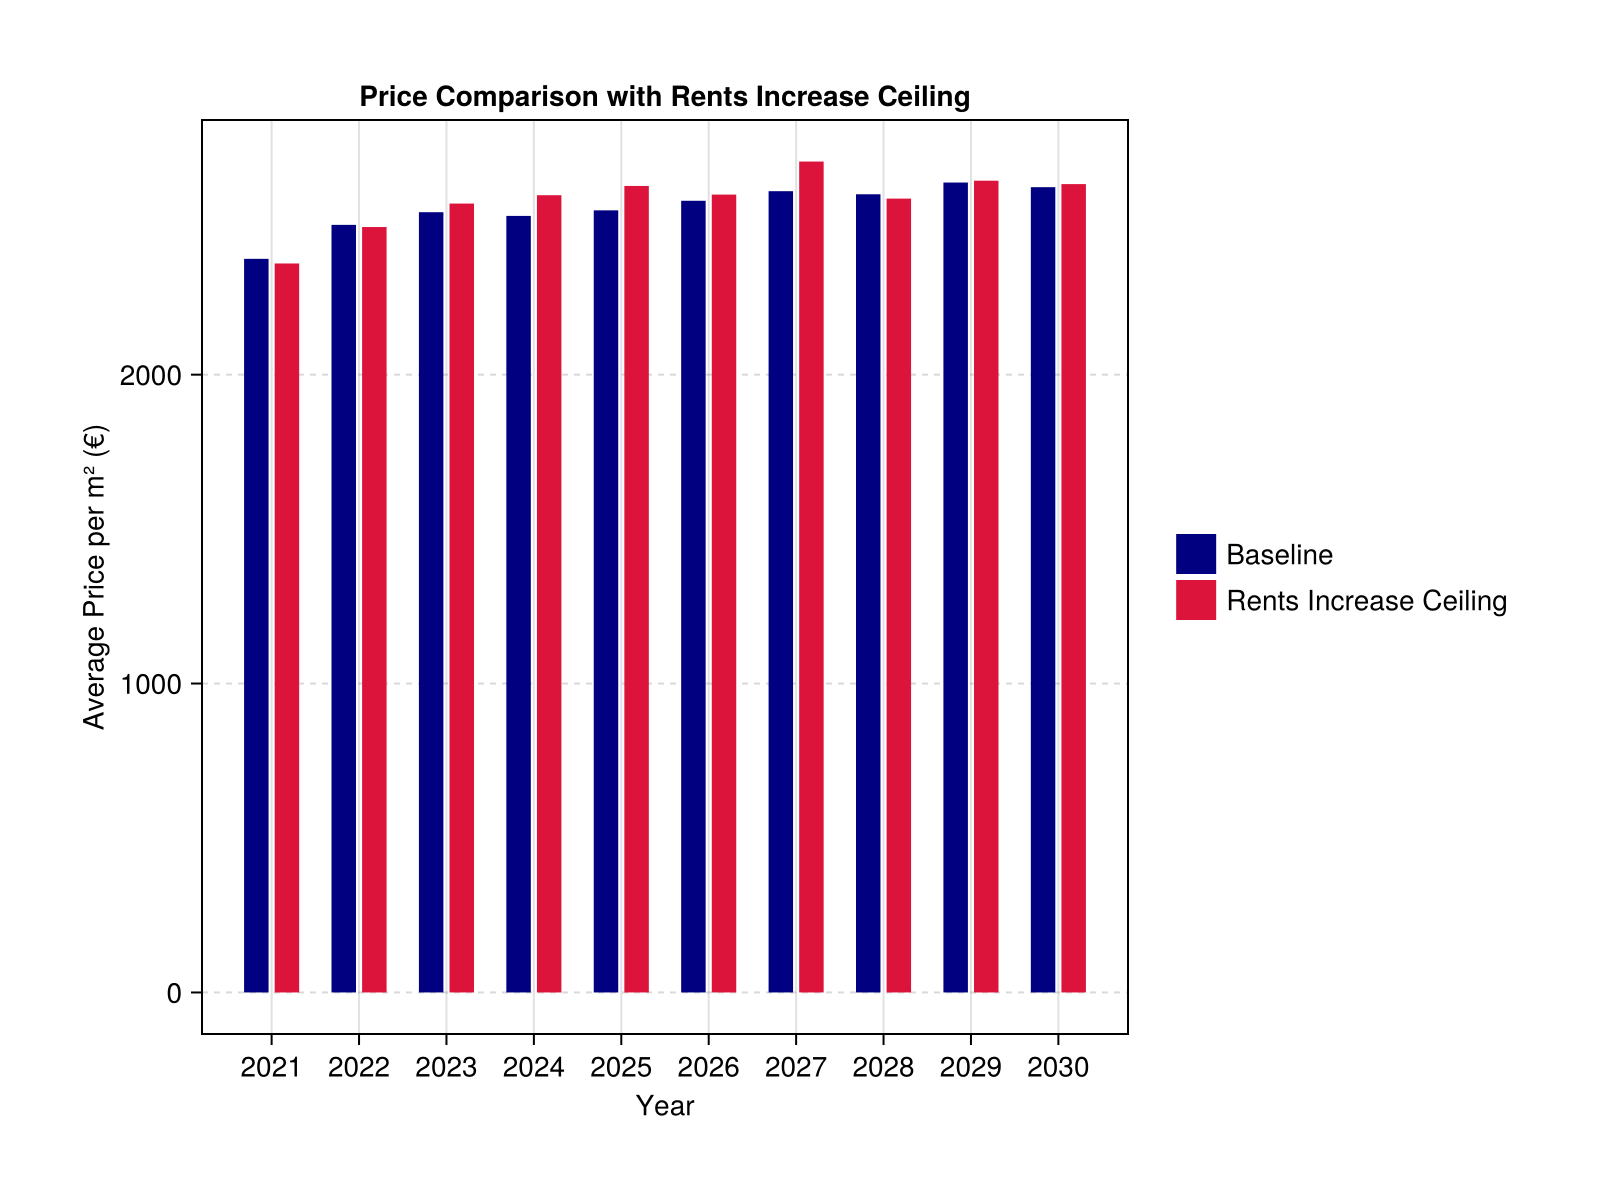 Price Comparison with Rents Increase Ceiling
Average Price per m² (€)
2000
1000
0
2021 2022 2023 2024 2025 2026 2027 2028 2029 2030
Year
Baseline
Rents Increase Ceiling